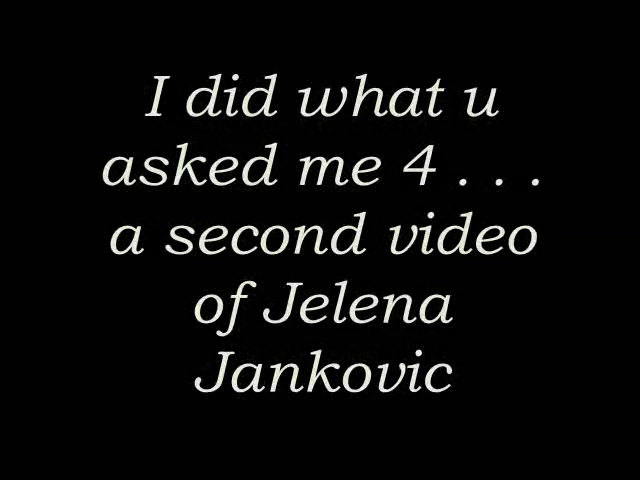 I did what u
asked me 4 . . .
a second video
of Jelena
Jankovic